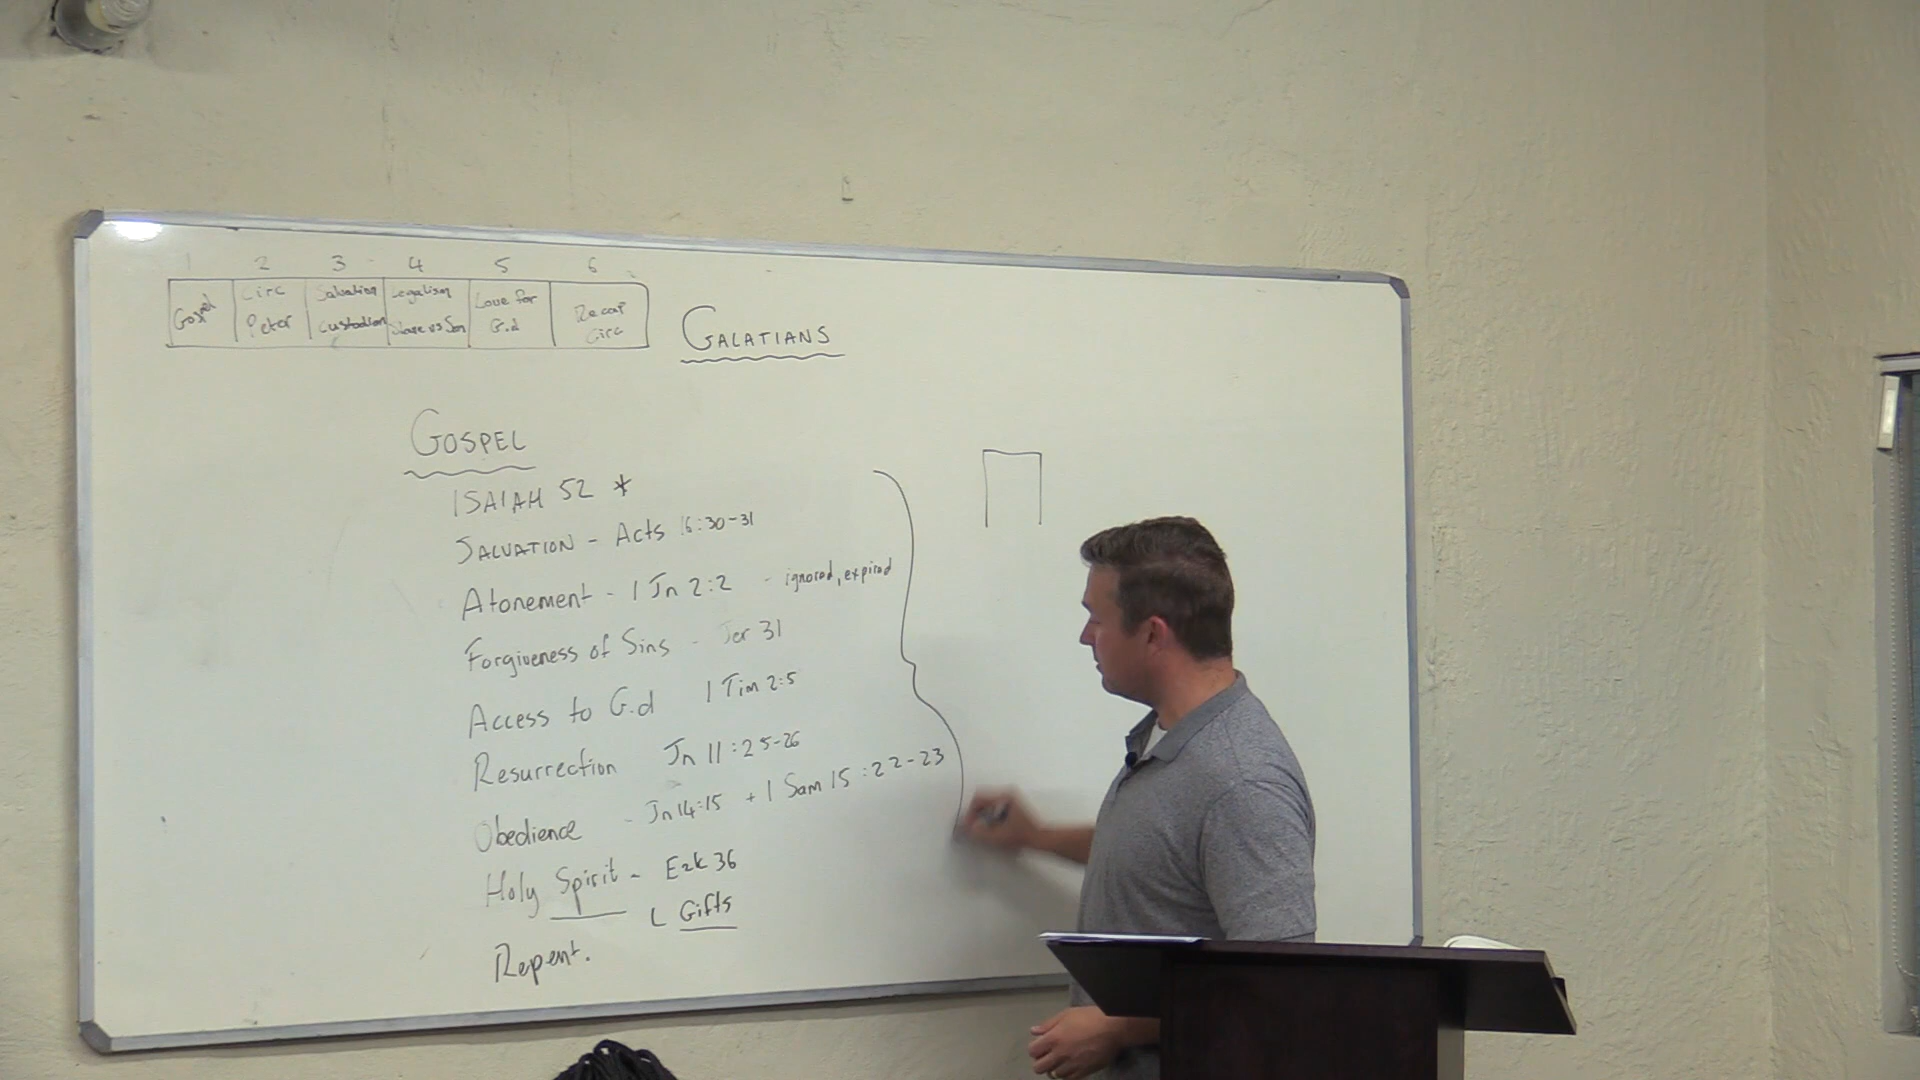 1 2 3 4 5 6
Gospel
Circ
Peter
Salvation
Custodian
Legalism
Slave vs Son
Love for
G.d
Recap
Circ
GALATIANS
GOSPEL
ISAIAH 52 *
SALVATION - Acts 16:30-31
Atonement - 1 Jn 2:2 - ignored, expired
Forgiveness of Sins - Jer 31
Access to G.d 1 Tim 2:5
Resurrection Jn 11:25-26
Obedience - Jn 14:15 + 1 Sam 15:22-23
Holy Spirit - Ezk 36
Gifts
Repent.